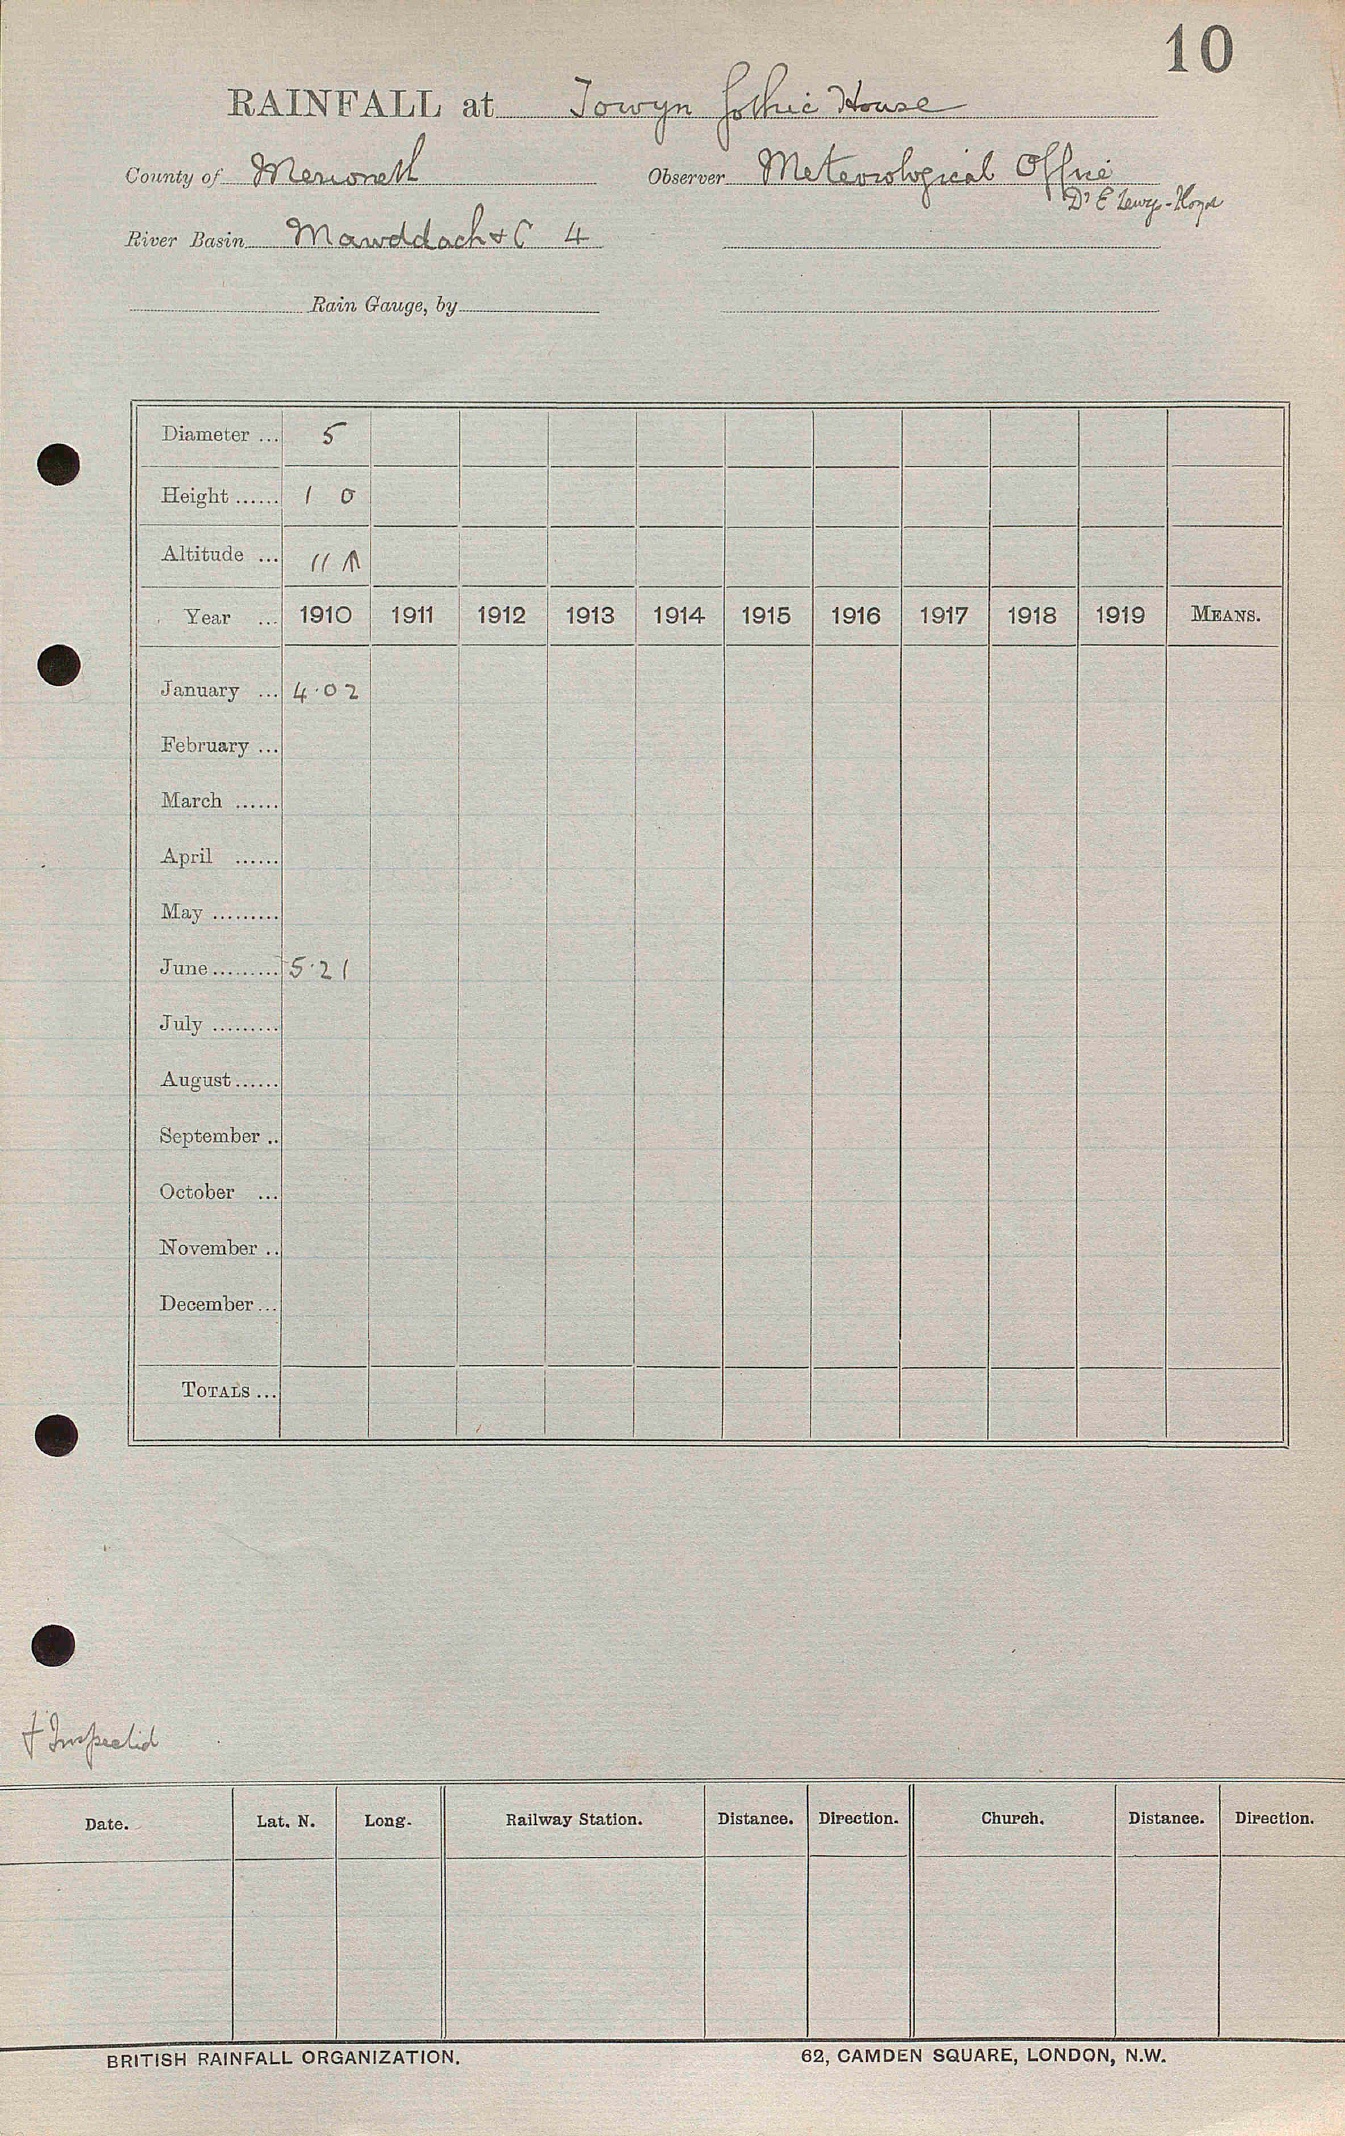 10
RAINFALL at Towyn Gothic House
County of Merioneth Observer Meteorological Office
Dr E Lewys-Lloyd
River Basin Mawddach &C 4
Rain Gauge, by
Diameter ... 5
Height ...... 1 0
Altitude ... 11
Year ... 1910 1911 1912 1913 1914 1915 1916 1917 1918 1919 MEANS.
January ... 4.02
February ...
March ......
April ......
May .........
June ......... 5.21
July .........
August ......
September ..
October ...
November ..
December ...
TOTALS ...
† Inspected
Date. Lat. N. Long. Railway Station. Distance. Direction. Church. Distance. Direction.
BRITISH RAINFALL ORGANIZATION. 62, CAMDEN SQUARE, LONDON, N.W.